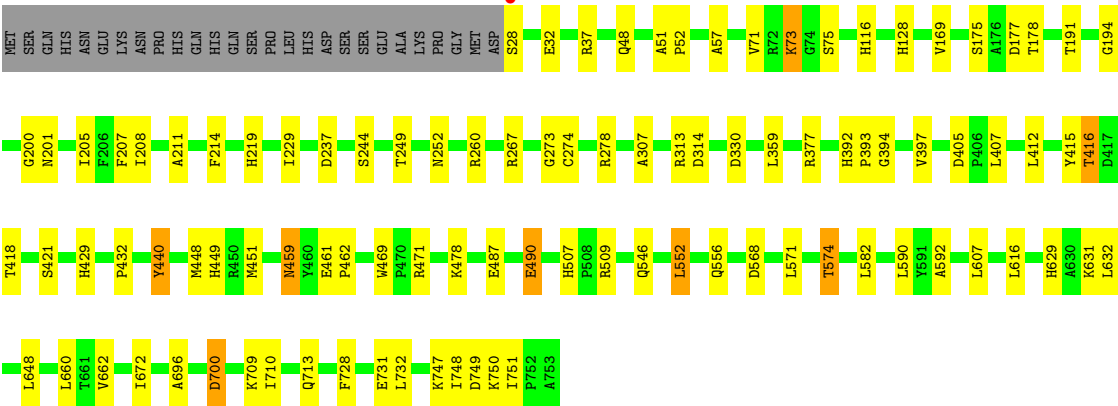 MET SER GLN HIS ASN GLU LYS ASN PRO HIS GLN HIS GLN SER PRO LEU HIS ASP SER SER GLU ALA LYS PRO GLY MET ASP S28 E32 R37 Q48 A51 P52 A57 V71 R72 K73 G74 S75 H116 H128 V169 S175 A176 D177 T178 T191 G194
G200 N201 I205 F206 F207 I208 A211 F214 H219 I229 D237 S244 T249 N252 R260 R267 G273 C274 R278 A307 R313 D314 D330 L359 R377 H392 P393 G394 V397 D405 P406 L407 L412 Y415 T416 D417
T418 S421 H429 P432 Y440 M448 H449 R450 M451 N459 Y460 E461 P462 W469 P470 R471 K478 E487 E490 H507 P508 R509 Q546 L552 Q556 D568 L571 T574 L582 L590 Y591 A592 L607 L616 H629 A630 K631 L632
L648 L660 T661 V662 I672 A696 D700 K709 I710 Q713 F728 E731 L732 K747 I748 D749 K750 I751 P752 A753